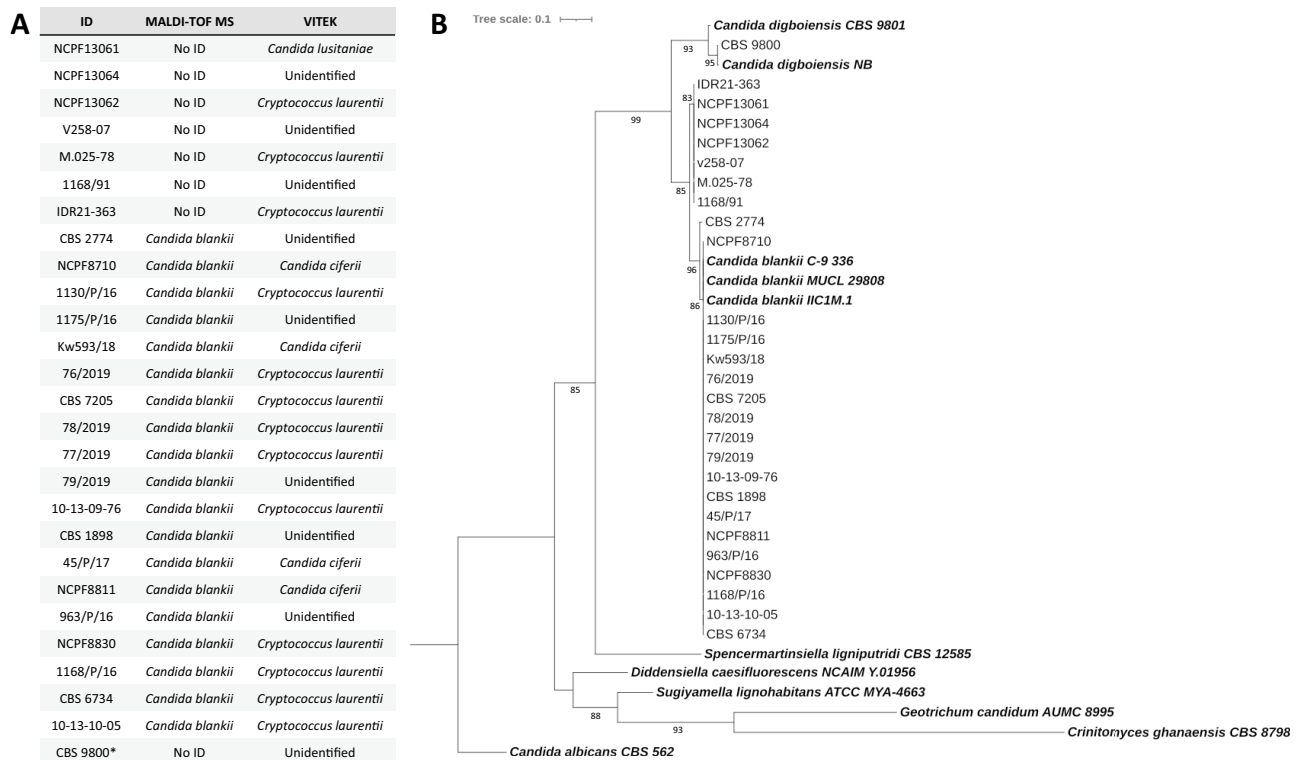 A
ID MALDI-TOF MS VITEK
NCPF13061 No ID Candida lusitaniae
NCPF13064 No ID Unidentified
NCPF13062 No ID Cryptococcus laurentii
V258-07 No ID Unidentified
M.025-78 No ID Cryptococcus laurentii
1168/91 No ID Unidentified
IDR21-363 No ID Cryptococcus laurentii
CBS 2774 Candida blankii Unidentified
NCPF8710 Candida blankii Candida ciferii
1130/P/16 Candida blankii Cryptococcus laurentii
1175/P/16 Candida blankii Unidentified
Kw593/18 Candida blankii Candida ciferii
76/2019 Candida blankii Cryptococcus laurentii
CBS 7205 Candida blankii Cryptococcus laurentii
78/2019 Candida blankii Cryptococcus laurentii
77/2019 Candida blankii Cryptococcus laurentii
79/2019 Candida blankii Unidentified
10-13-09-76 Candida blankii Cryptococcus laurentii
CBS 1898 Candida blankii Unidentified
45/P/17 Candida blankii Candida ciferii
NCPF8811 Candida blankii Candida ciferii
963/P/16 Candida blankii Unidentified
NCPF8830 Candida blankii Cryptococcus laurentii
1168/P/16 Candida blankii Cryptococcus laurentii
CBS 6734 Candida blankii Cryptococcus laurentii
10-13-10-05 Candida blankii Cryptococcus laurentii
CBS 9800* No ID Unidentified
B
Tree scale: 0.1
Candida digboiensis CBS 9801
93
CBS 9800
95
Candida digboiensis NB
IDR21-363
83
NCPF13061
99
NCPF13064
NCPF13062
v258-07
M.025-78
85
1168/91
CBS 2774
NCPF8710
Candida blankii C-9 336
96
Candida blankii MUCL 29808
Candida blankii IIC1M.1
86
1130/P/16
1175/P/16
Kw593/18
76/2019
85
CBS 7205
78/2019
77/2019
79/2019
10-13-09-76
CBS 1898
45/P/17
NCPF8811
963/P/16
NCPF8830
1168/P/16
10-13-10-05
CBS 6734
Spencermartinsiella ligniputridi CBS 12585
Diddensiella caesifluorescens NCAIM Y.01956
Sugiyamella lignohabitans ATCC MYA-4663
88
Geotrichum candidum AUMC 8995
93
Crinitomyces ghanaensis CBS 8798
Candida albicans CBS 562